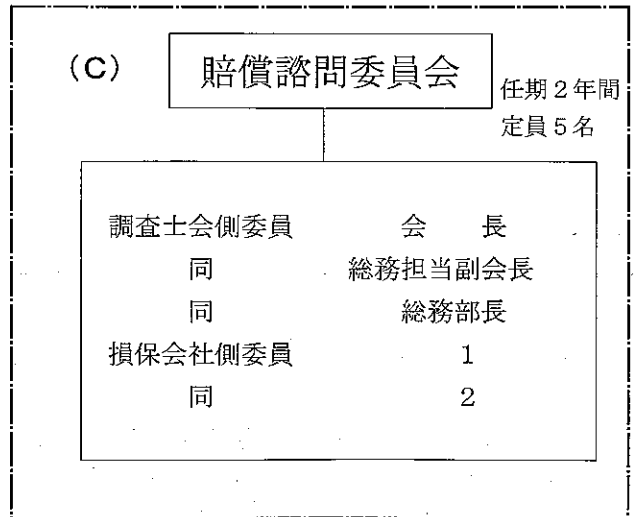 (C) 賠償諮問委員会
任期2年間
定員5名
調査士会側委員 会 長
同 総務担当副会長
同 総務部長
損保会社側委員 1
同 2